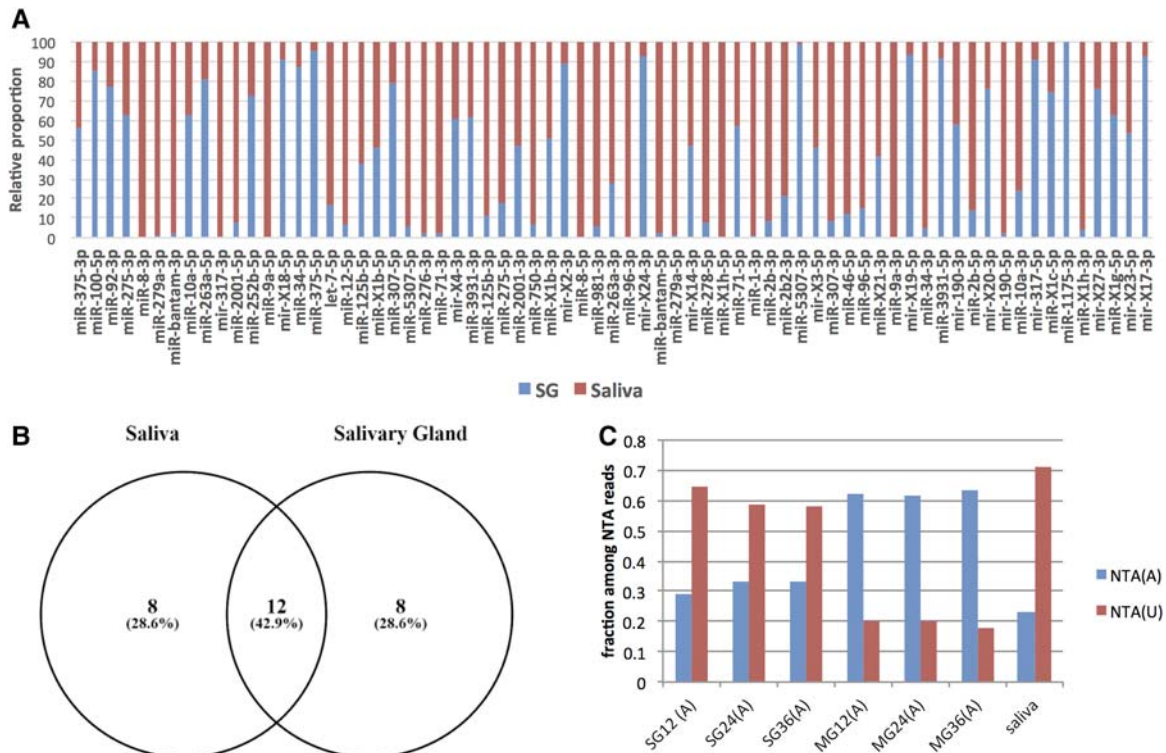 A
Relative proportion
100
90
80
70
60
50
40
30
20
10
0
miR-375-3p
miR-100-5p
miR-92-3p
miR-275-3p
miR-8-3p
miR-279a-3p
miR-bantam-3p
miR-10a-5p
miR-263a-5p
miR-317-3p
miR-2001-5p
miR-252b-5p
miR-9a-5p
mir-X18-5p
miR-34-5p
miR-375-5p
let-7-5p
miR-12-5p
miR-125b-5p
miR-X1b-5p
mir-307-5p
miR-5307-5p
miR-276-3p
miR-71-3p
mir-X4-3p
miR-3931-3p
miR-125b-3p
miR-275-5p
miR-2001-3p
miR-750-3p
miR-X1b-3p
mir-X2-3p
miR-8-5p
miR-981-3p
miR-263a-3p
miR-96-3p
mir-X24-3p
miR-bantam-5p
miR-279a-5p
mir-X14-3p
miR-278-5p
miR-X1h-5p
miR-71-5p
miR-1-3p
miR-2b-3p
miR-2b2-3p
miR-5307-3p
mir-X3-5p
mir-307-3p
miR-46-5p
miR-96-5p
mir-X21-3p
miR-9a-3p
mir-X19-5p
miR-34-3p
miR-3931-5p
mir-190-3p
miR-2b-5p
mir-X20-3p
mir-190-5p
miR-10a-3p
mir-317-5p
miR-X1c-5p
miR-1175-3p
miR-X1h-3p
mir-X27-3p
miR-X1g-5p
mir-X23-5p
mir-X17-3p
SG Saliva
B
Saliva Salivary Gland
8 12 8
(28.6%) (42.9%) (28.6%)
C
fraction among NTA reads
0.8
0.7
0.6
0.5
0.4
0.3
0.2
0.1
0
SG12 (A) SG24(A) SG36(A) MG12(A) MG24(A) MG36(A) saliva
NTA(A)
NTA(U)